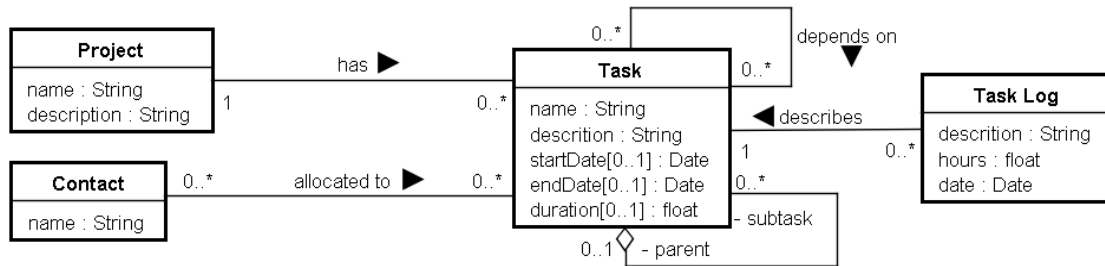 Project
name : String
description : String
has
1
0..*
Contact
name : String
0..*
allocated to
0..*
Task
name : String
descrition : String
startDate[0..1] : Date
endDate[0..1] : Date
duration[0..1] : float
0..*
depends on
0..*
describes
1
0..*
Task Log
descrition : String
hours : float
date : Date
0..*
- subtask
0..1
- parent